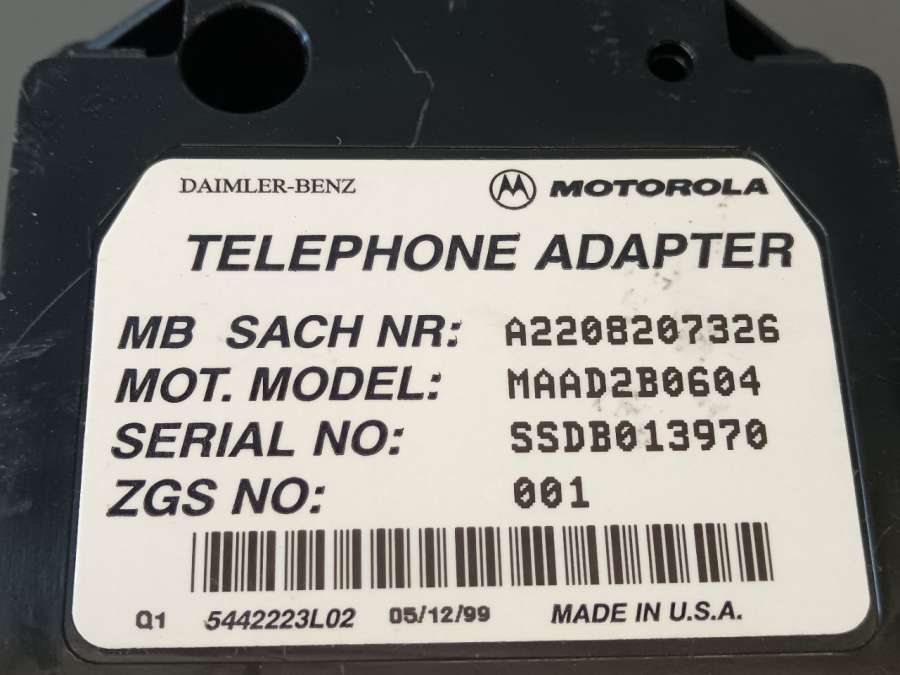 DAIMLER-BENZ MOTOROLA
TELEPHONE ADAPTER
MB SACH NR: A2208207326
MOT. MODEL: MAAD2B0604
SERIAL NO: SSDB013970
ZGS NO: 001
Q1 5442223L02 05/12/99 MADE IN U.S.A.